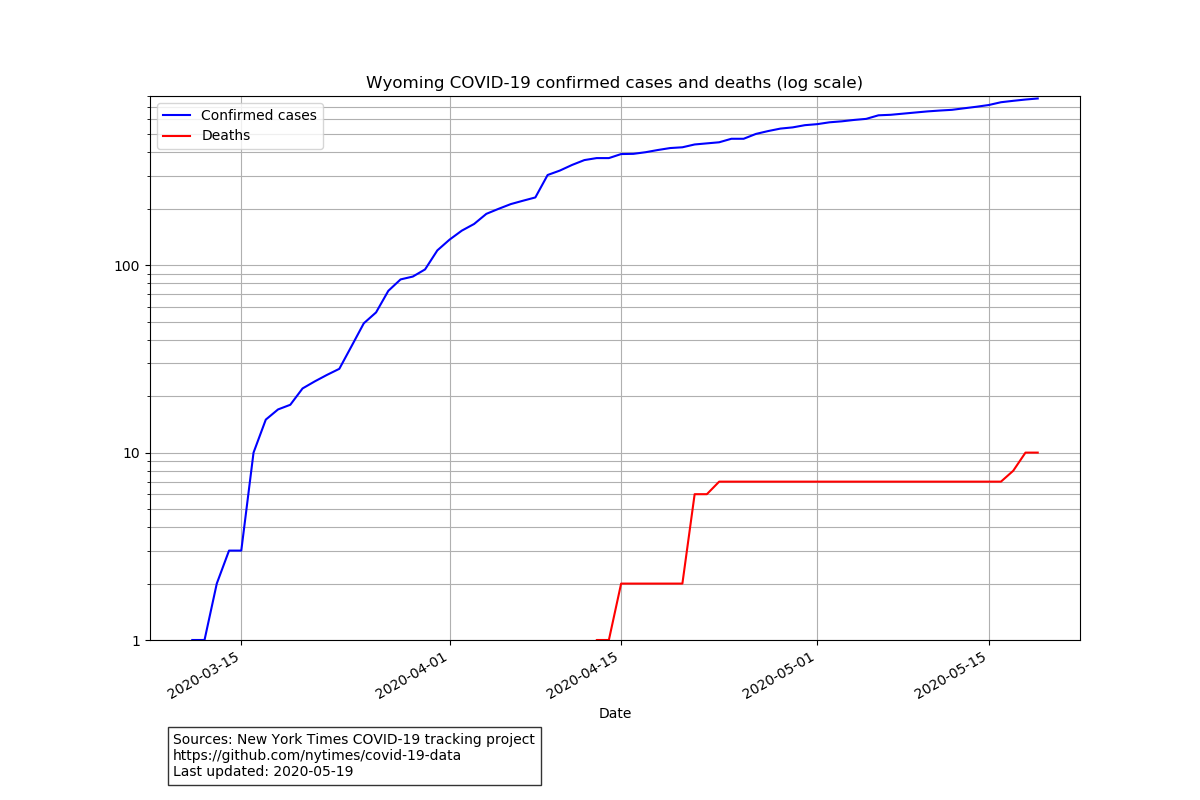 Wyoming COVID-19 confirmed cases and deaths (log scale)
Confirmed cases
Deaths
100
10
1
2020-03-15
2020-04-01
2020-04-15
2020-05-01
2020-05-15
Date
Sources: New York Times COVID-19 tracking project
https://github.com/nytimes/covid-19-data
Last updated: 2020-05-19